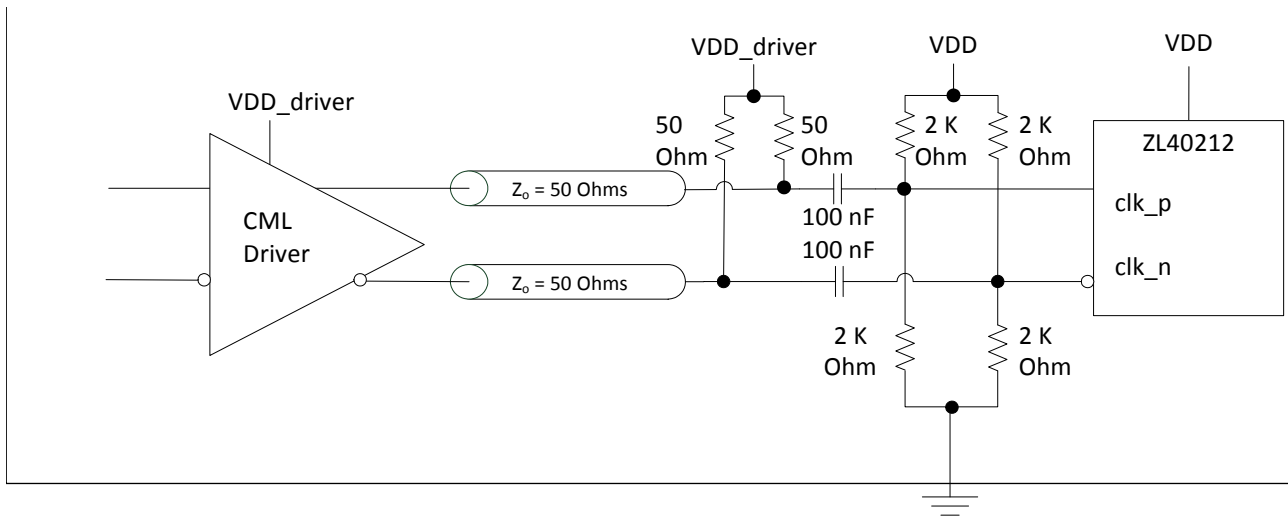 VDD_driver
VDD
VDD
VDD_driver
50
Ohm
50
Ohm
2 K
Ohm
2 K
Ohm
ZL40212
Zo = 50 Ohms
clk_p
CML
Driver
100 nF
100 nF
clk_n
Zo = 50 Ohms
2 K
Ohm
2 K
Ohm